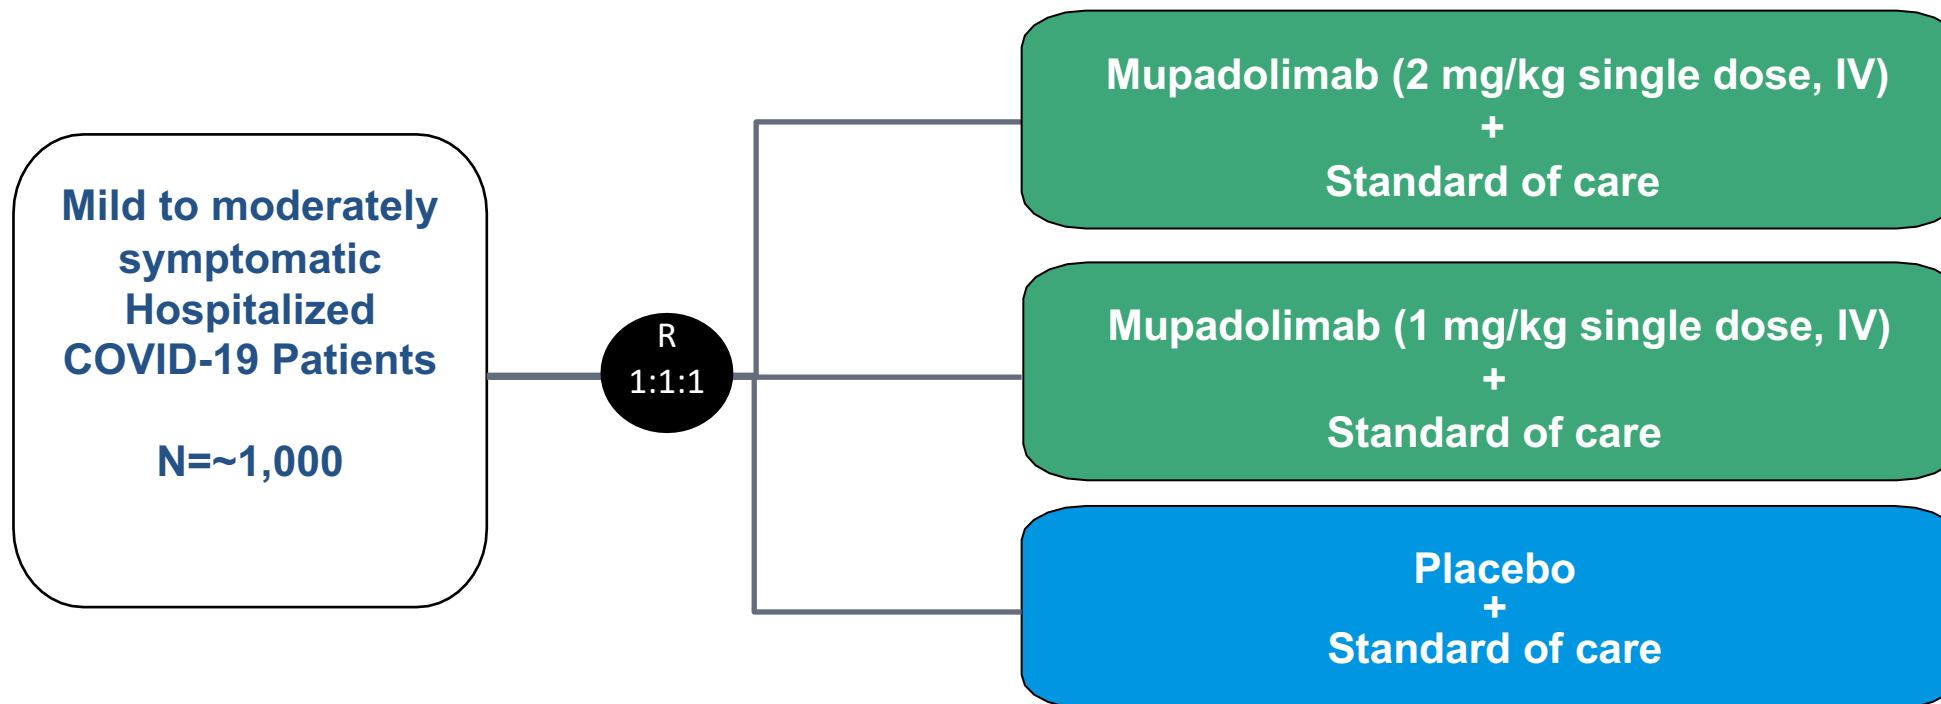 Mild to moderately
symptomatic
Hospitalized
COVID-19 Patients
N=~1,000
R
1:1:1
Mupadolimab (2 mg/kg single dose, IV)
+
Standard of care
Mupadolimab (1 mg/kg single dose, IV)
+
Standard of care
Placebo
+
Standard of care